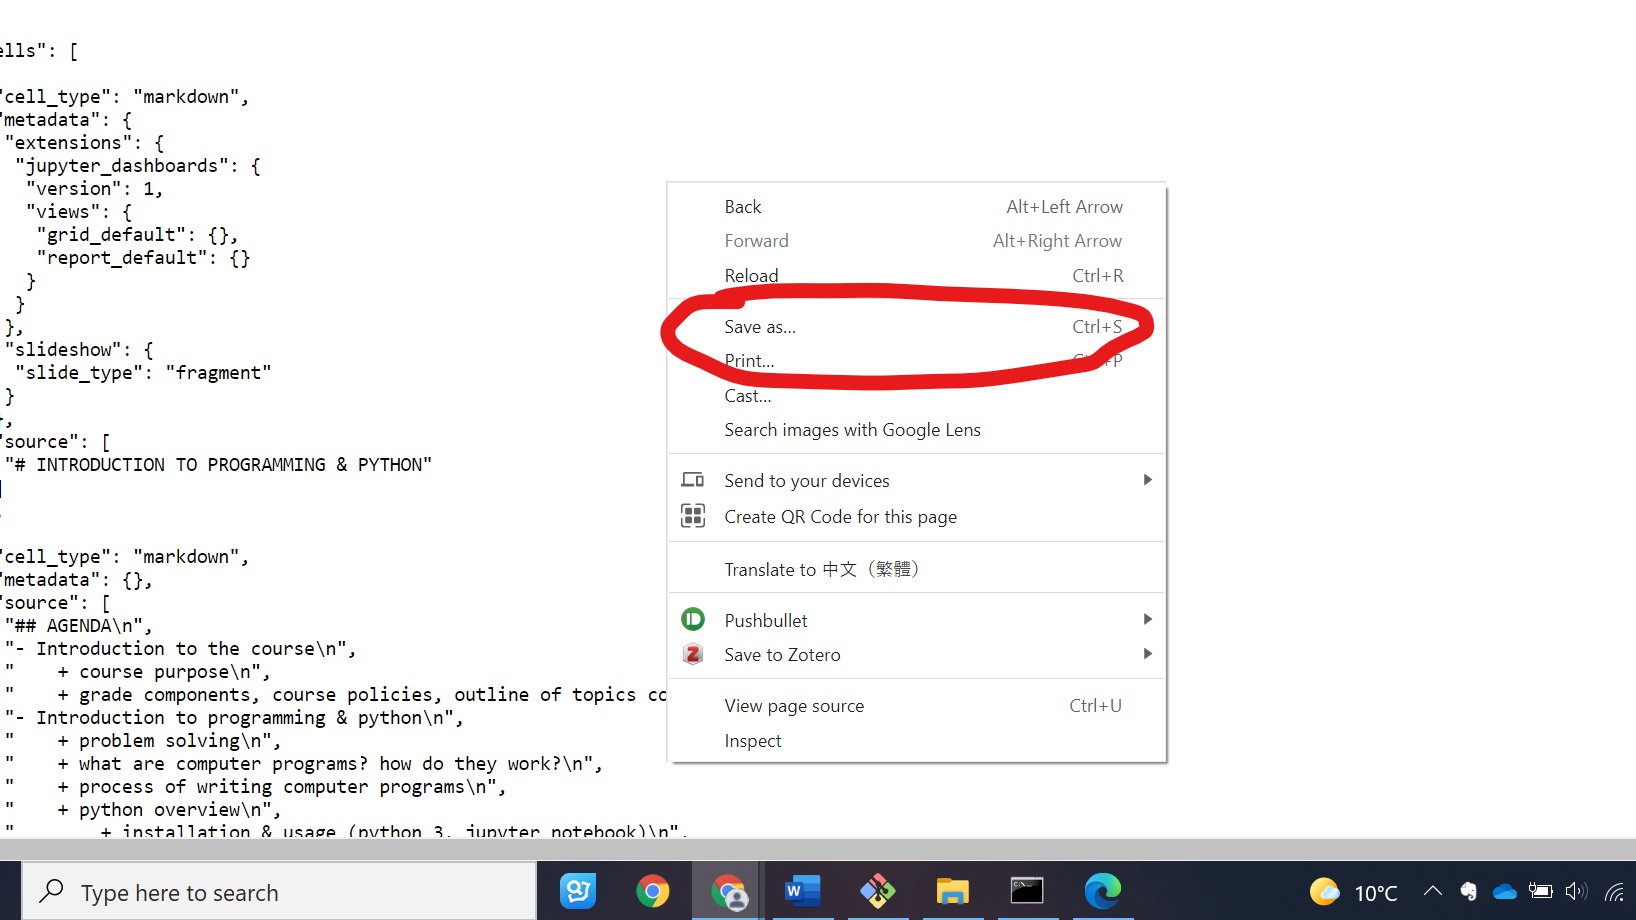 ells": [
"cell_type": "markdown",
"metadata": {
"extensions": {
"jupyter_dashboards": {
"version": 1,
"views": {
"grid_default": {},
"report_default": {}
}
}
},
"slideshow": {
"slide_type": "fragment"
}
},
"source": [
"# INTRODUCTION TO PROGRAMMING & PYTHON"
]
"cell_type": "markdown",
"metadata": {},
"source": [
"## AGENDA\n",
"- Introduction to the course\n",
"    + course purpose\n",
"    + grade components, course policies, outline of topics co
"- Introduction to programming & python\n",
"    + problem solving\n",
"    + what are computer programs? how do they work?\n",
"    + process of writing computer programs\n",
"    + python overview\n",
"        + installation & usage (python 3, jupyter notebook)\n",
Back Alt+Left Arrow
Forward Alt+Right Arrow
Reload Ctrl+R
Save as... Ctrl+S
Print... Ctrl+P
Cast...
Search images with Google Lens
Send to your devices
Create QR Code for this page
Translate to 中文（繁體）
Pushbullet
Save to Zotero
View page source Ctrl+U
Inspect
Type here to search
10°C